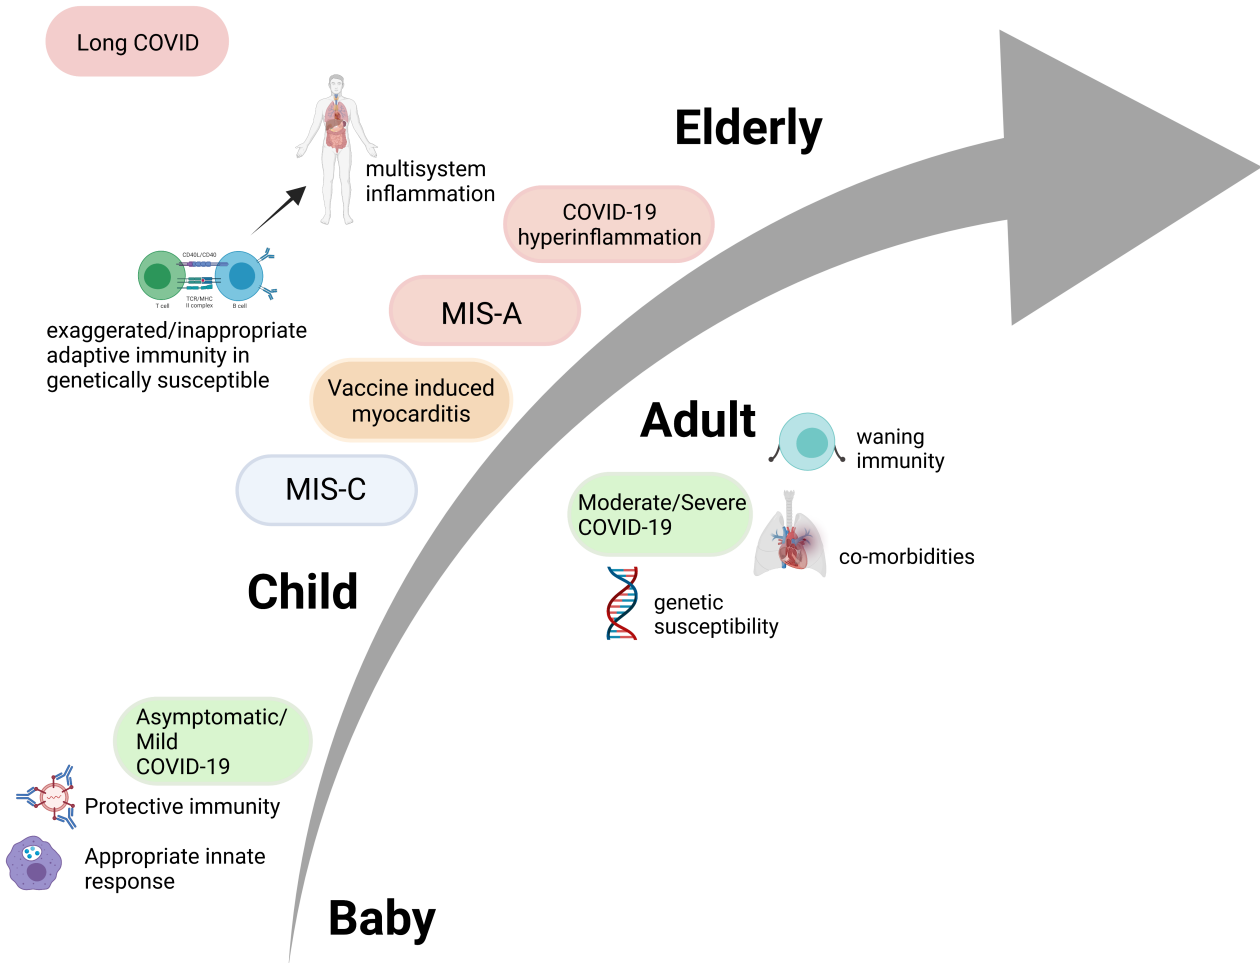 Long COVID
Elderly
multisystem
inflammation
COVID-19
hyperinflammation
CD40L/CD40
TCR/MHC
II complex
T cell
B cell
exaggerated/inappropriate
adaptive immunity in
genetically susceptible
MIS-A
Vaccine induced
myocarditis
Adult
waning
immunity
MIS-C
Moderate/Severe
COVID-19
co-morbidities
genetic
susceptibility
Child
Asymptomatic/
Mild
COVID-19
Protective immunity
Appropriate innate
response
Baby